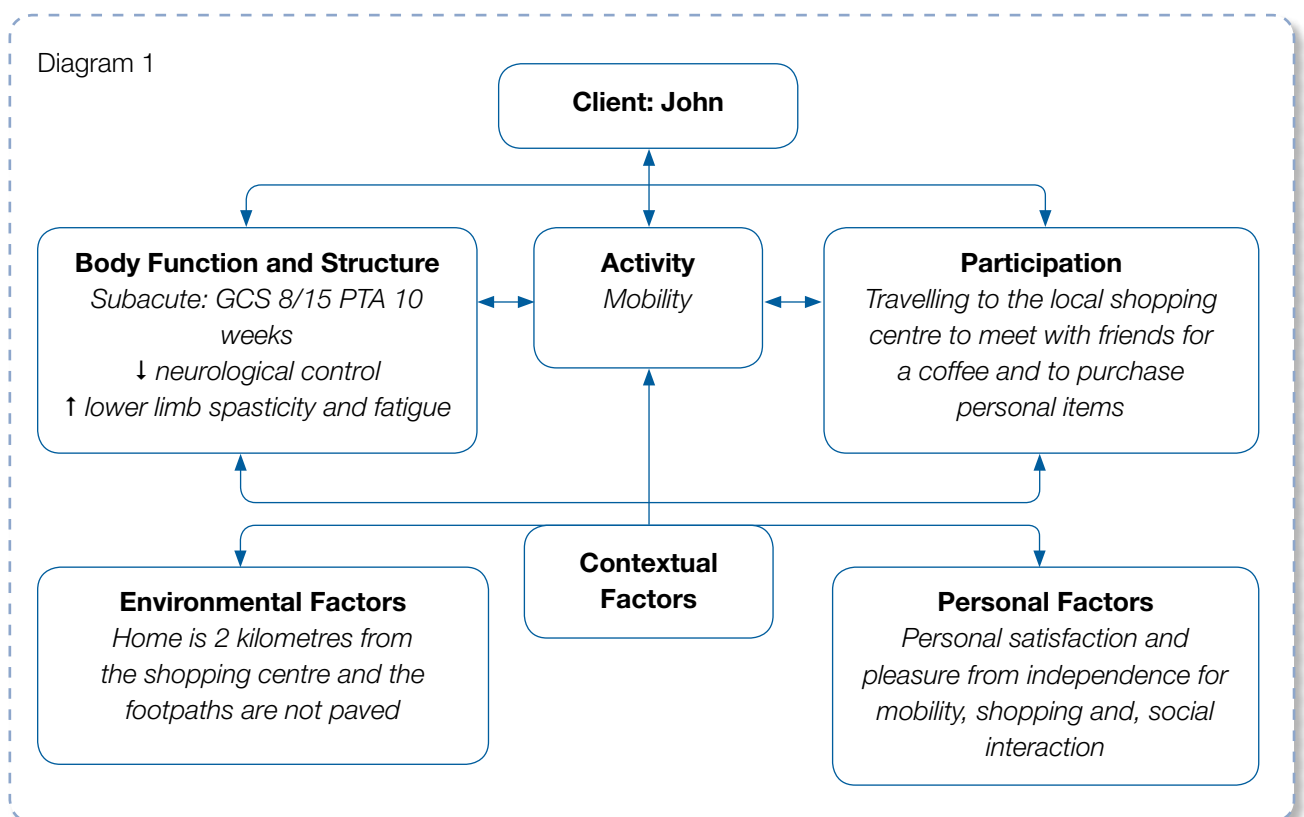 Diagram 1
Client: John
Body Function and Structure
Subacute: GCS 8/15 PTA 10
weeks
↓ neurological control
↑ lower limb spasticity and fatigue
Activity
Mobility
Participation
Travelling to the local shopping
centre to meet with friends for
a coffee and to purchase
personal items
Contextual
Factors
Environmental Factors
Home is 2 kilometres from
the shopping centre and the
footpaths are not paved
Personal Factors
Personal satisfaction and
pleasure from independence for
mobility, shopping and, social
interaction